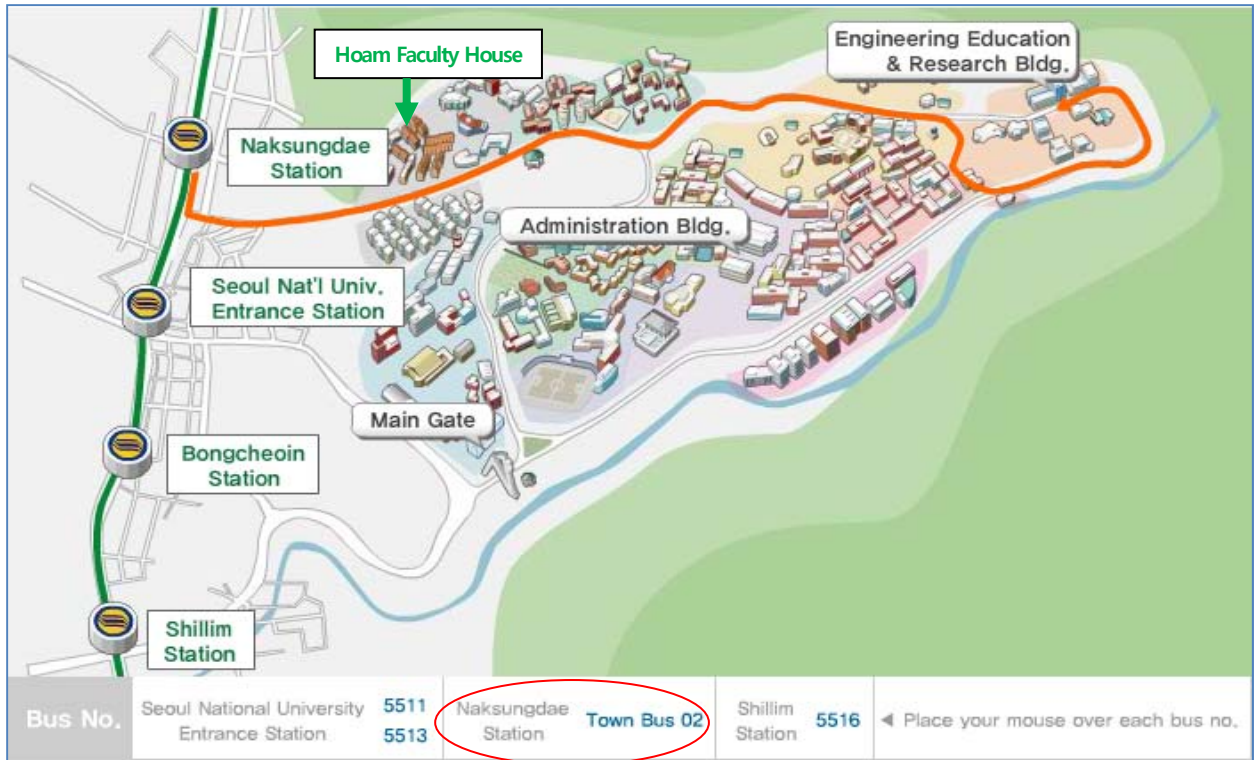 Hoam Faculty House
Engineering Education
& Research Bldg.
Naksungdae
Station
Administration Bldg.
Seoul Nat'l Univ.
Entrance Station
Main Gate
Bongcheoin
Station
Shillim
Station
Bus No.
Seoul National University
Entrance Station
5511
5513
Naksungdae
Station
Town Bus 02
Shillim
Station
5516
◀ Place your mouse over each bus no.